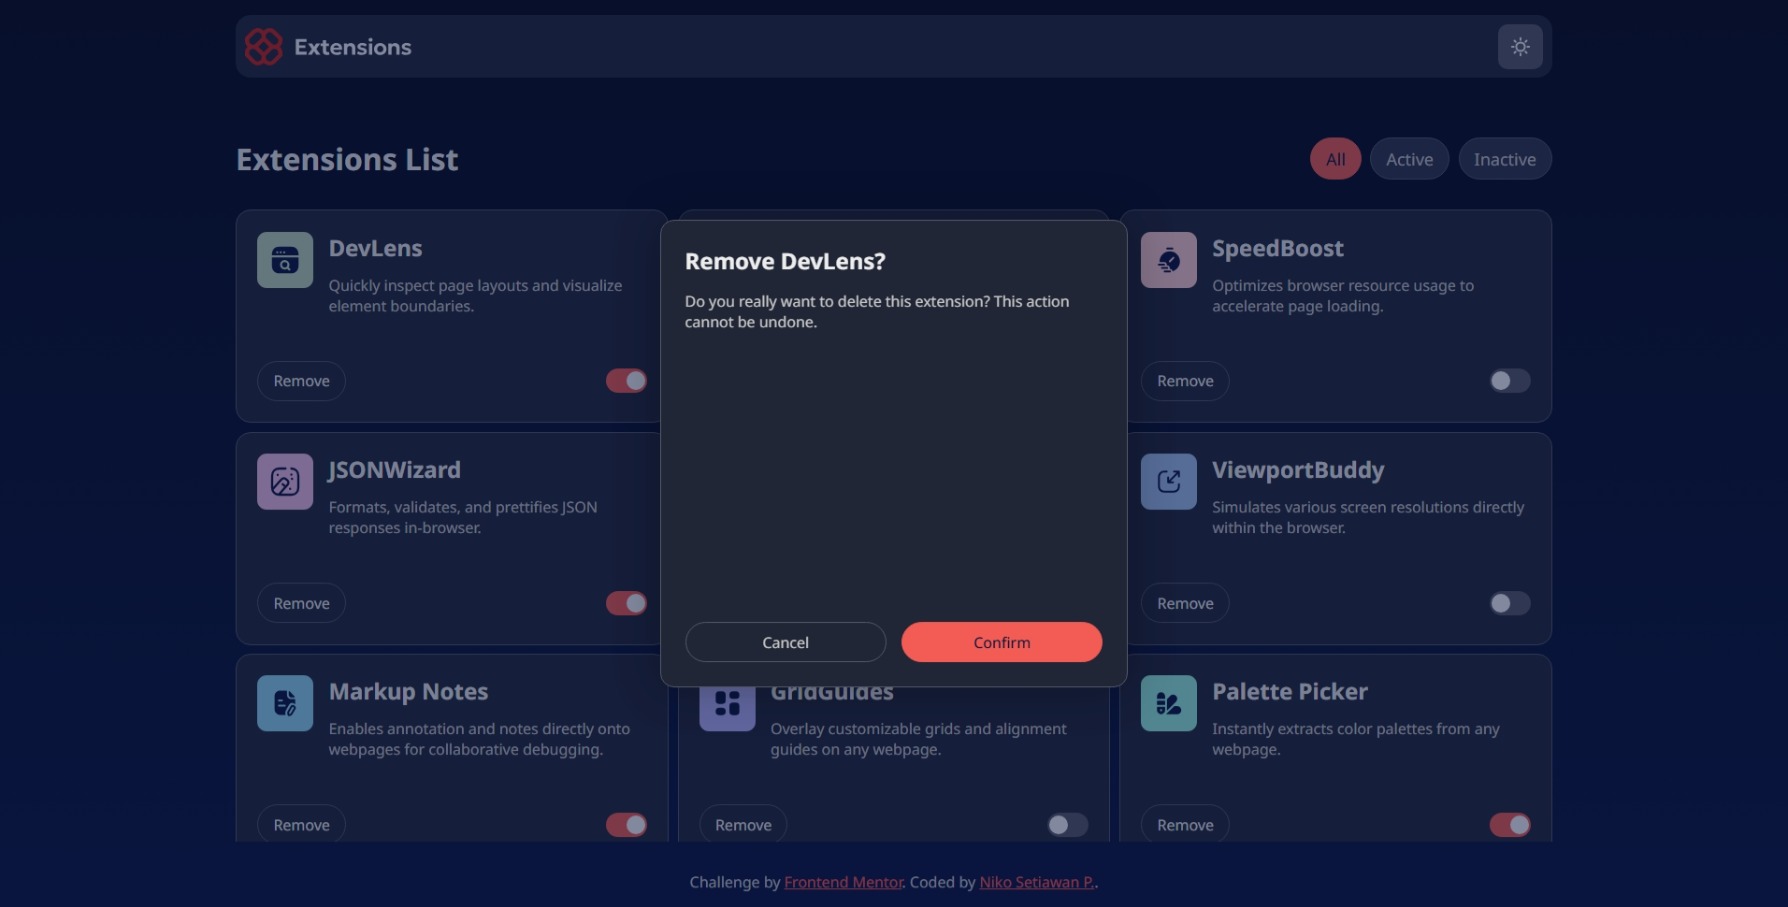 Extensions
Extensions List
All
Active
Inactive
DevLens
Quickly inspect page layouts and visualize
element boundaries.
Remove
Remove DevLens?
Do you really want to delete this extension? This action
cannot be undone.
Cancel
Confirm
SpeedBoost
Optimizes browser resource usage to
accelerate page loading.
Remove
JSONWizard
Formats, validates, and prettifies JSON
responses in-browser.
Remove
ViewportBuddy
Simulates various screen resolutions directly
within the browser.
Remove
Markup Notes
Enables annotation and notes directly onto
webpages for collaborative debugging.
Remove
GridGuides
Overlay customizable grids and alignment
guides on any webpage.
Remove
Palette Picker
Instantly extracts color palettes from any
webpage.
Remove
Challenge by Frontend Mentor. Coded by Niko Setiawan P..